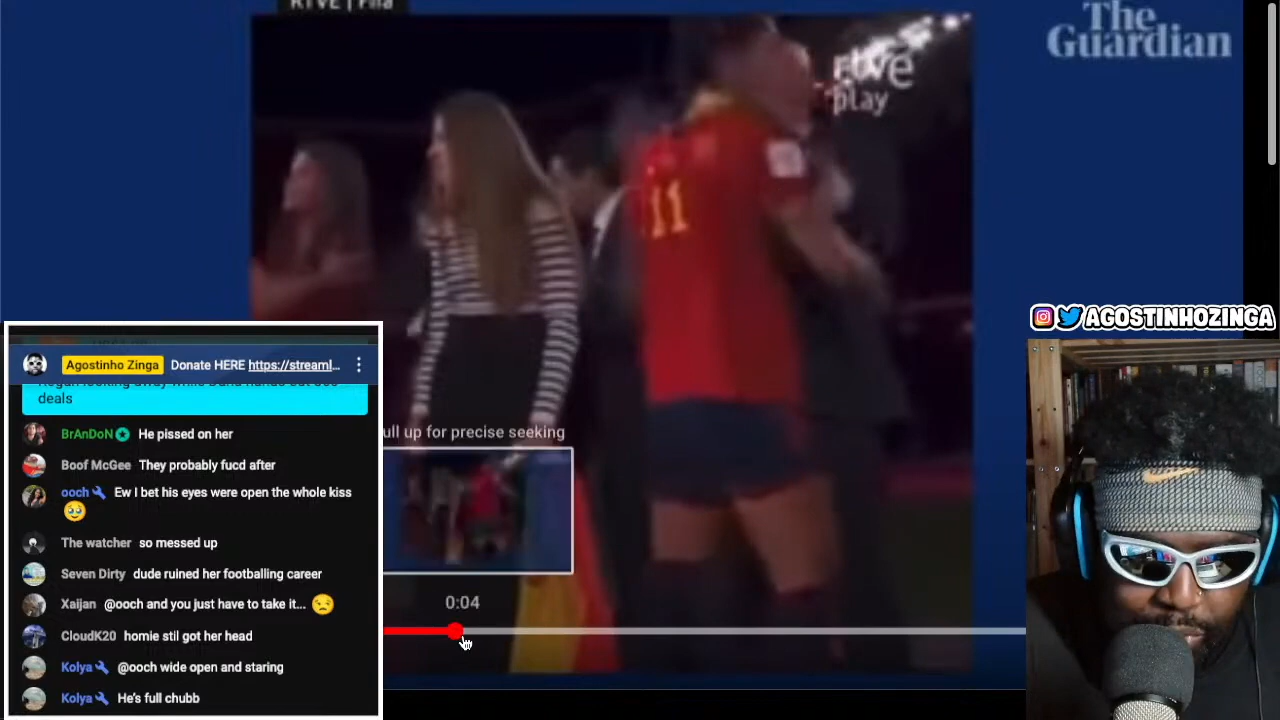 RTVE | Fifa
The
Guardian
rtve
play
11
AGOSTINHOZINGA
Agostinho Zinga Donate HERE https://streaml...
deals
BrAnDoN He pissed on her
Boof McGee They probably fucd after
ooch Ew I bet his eyes were open the whole kiss
The watcher so messed up
Seven Dirty dude ruined her footballing career
Xaijan @ooch and you just have to take it...
CloudK20 homie stil got her head
Kolya @ooch wide open and staring
Kolya He's full chubb
ull up for precise seeking
0:04